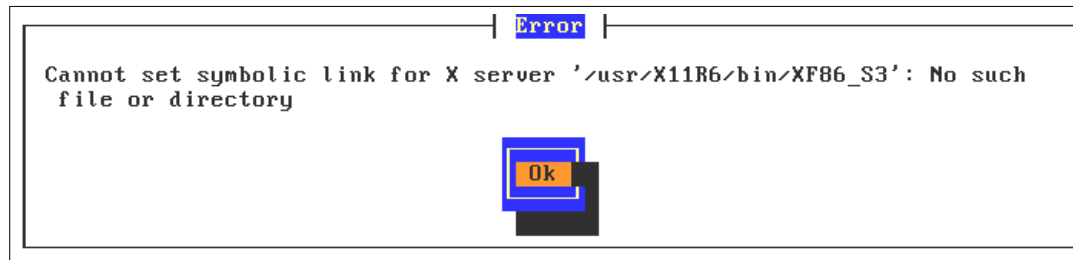 Error
Cannot set symbolic link for X server '/usr/X11R6/bin/XF86_S3': No such
file or directory
Ok